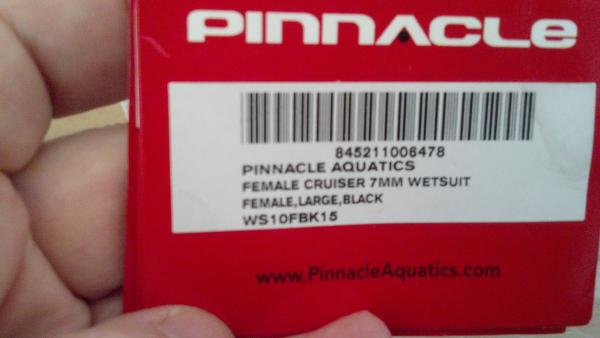 PINNACLE
845211006478
PINNACLE AQUATICS
FEMALE CRUISER 7MM WETSUIT
FEMALE,LARGE,BLACK
WS10FBK15
www.PinnacleAquatics.com